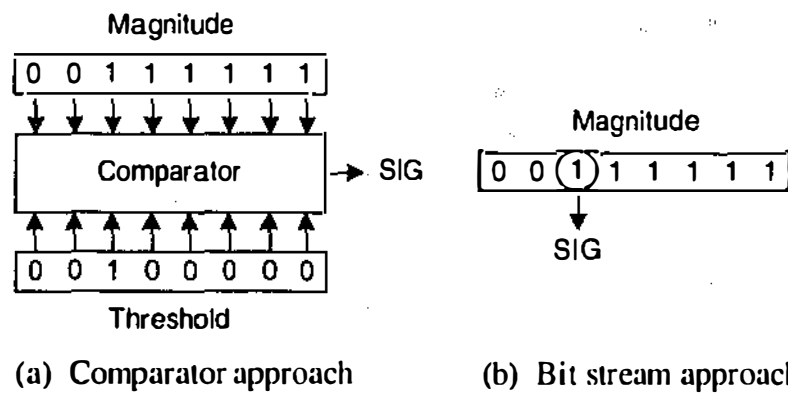 Magnitude
0 0 1 1 1 1 1 1
Comparator
SIG
0 0 1 0 0 0 0 0
Threshold
(a) Comparator approach
Magnitude
0 0 1 1 1 1 1 1
SIG
(b) Bit stream approach